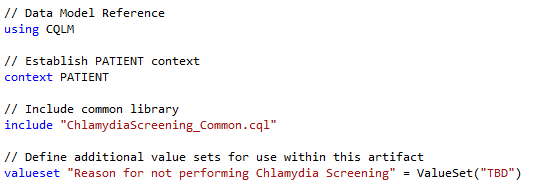 // Data Model Reference
using CQLM
// Establish PATIENT context
context PATIENT
// Include common library
include "ChlamydiaScreening_Common.cql"
// Define additional value sets for use within this artifact
valueset "Reason for not performing Chlamydia Screening" = ValueSet("TBD")